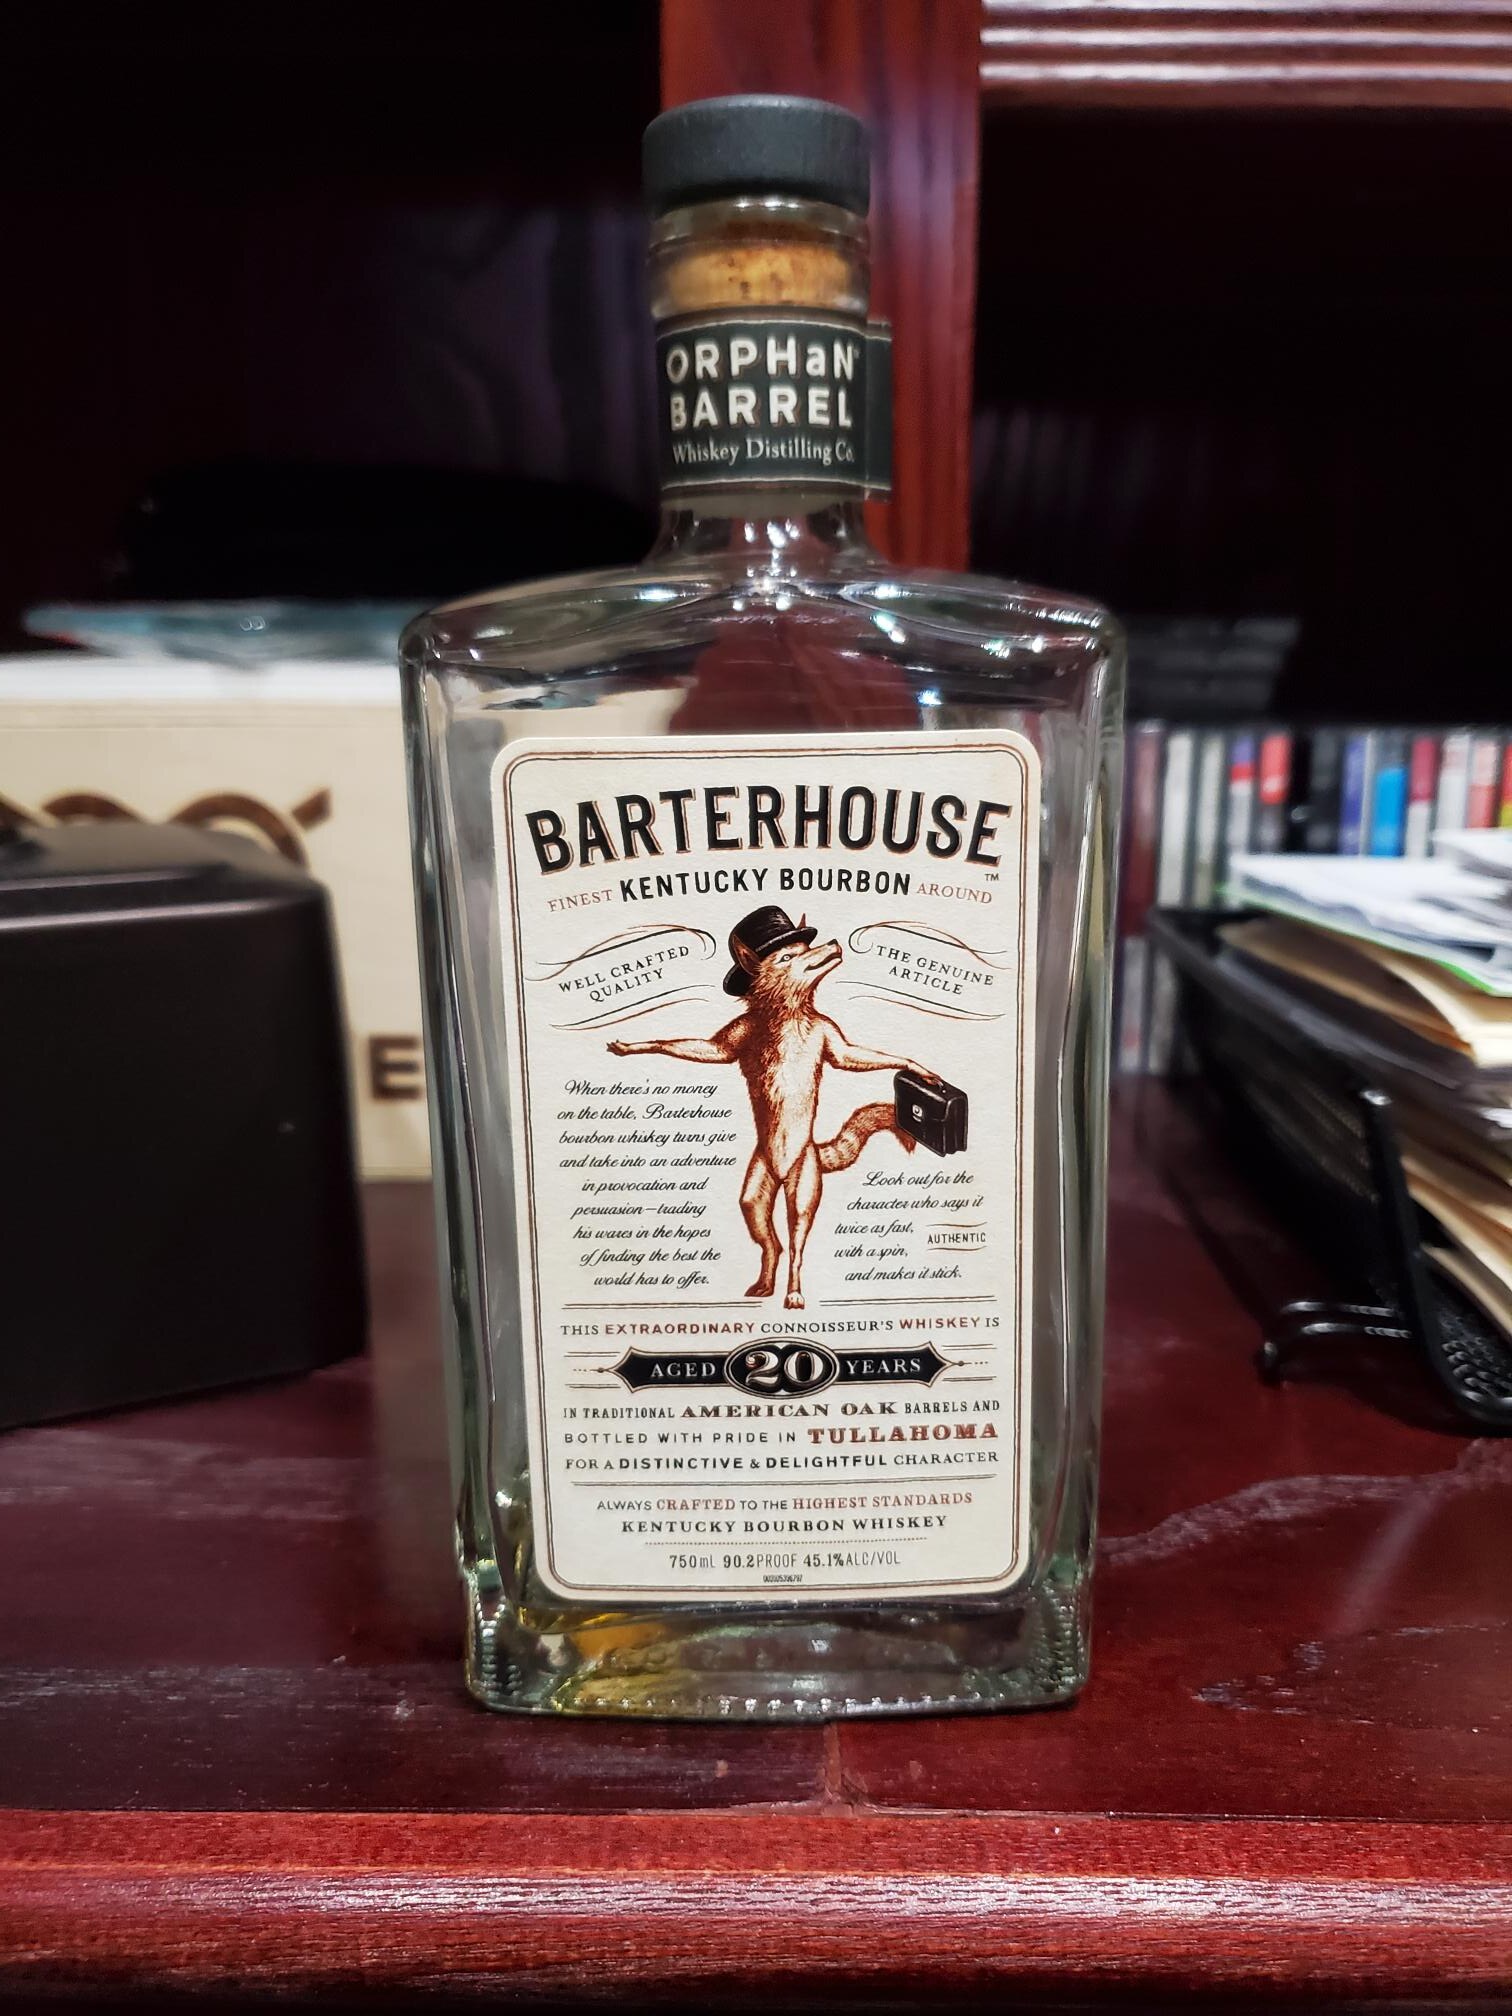 ORPHaN
BARREL
Whiskey Distilling Co.
BARTERHOUSE™
FINEST KENTUCKY BOURBON AROUND
WELL CRAFTED
QUALITY
THE GENUINE
ARTICLE
When there's no money
on the table, Barterhouse
bourbon whiskey turns give
and take into an adventure
in provocation and
persuasion—trading
his wares in the hopes
of finding the best the
world has to offer.
Look out for the
character who says it
twice as fast,
with a spin,
and makes it stick.
AUTHENTIC
THIS EXTRAORDINARY CONNOISSEUR'S WHISKEY IS
AGED 20 YEARS
IN TRADITIONAL AMERICAN OAK BARRELS AND
BOTTLED WITH PRIDE IN TULLAHOMA
FOR A DISTINCTIVE & DELIGHTFUL CHARACTER
ALWAYS CRAFTED TO THE HIGHEST STANDARDS
KENTUCKY BOURBON WHISKEY
750mL 90.2PROOF 45.1%ALC/VOL
E